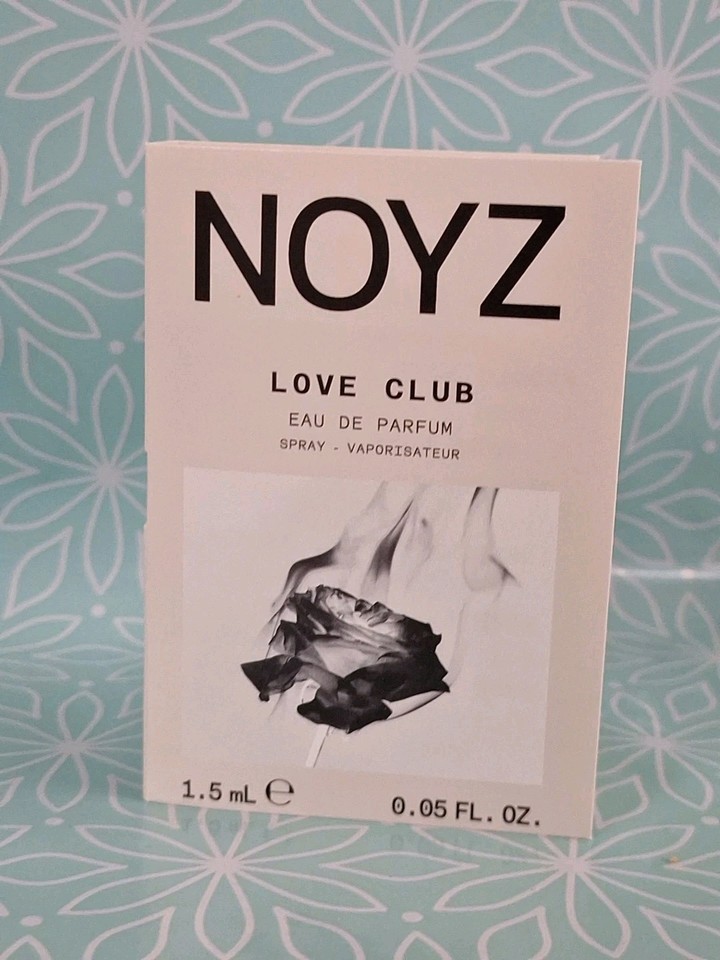 NOYZ
LOVE CLUB
EAU DE PARFUM
SPRAY - VAPORISATEUR
1.5 mL ℮ 0.05 FL. OZ.